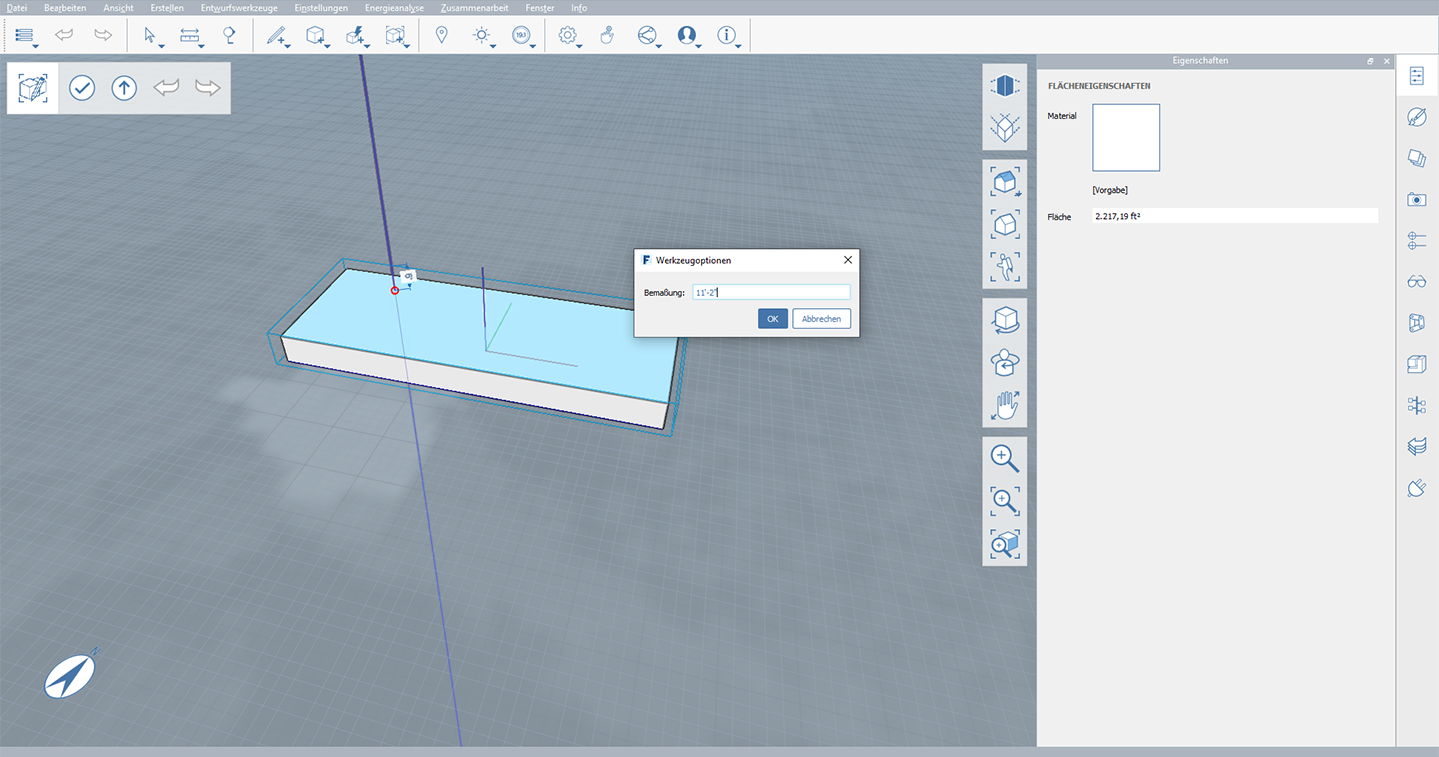 Datei Bearbeiten Ansicht Erstellen Entwurfswerkzeuge Einstellungen Energieanalyse Zusammenarbeit Fenster Info
191
Eigenschaften
FLÄCHENEIGENSCHAFTEN
Material
[Vorgabe]
Fläche 2.217,19 ft²
F Werkzeugoptionen
Bemaßung: 11'-2"
OK Abbrechen
N